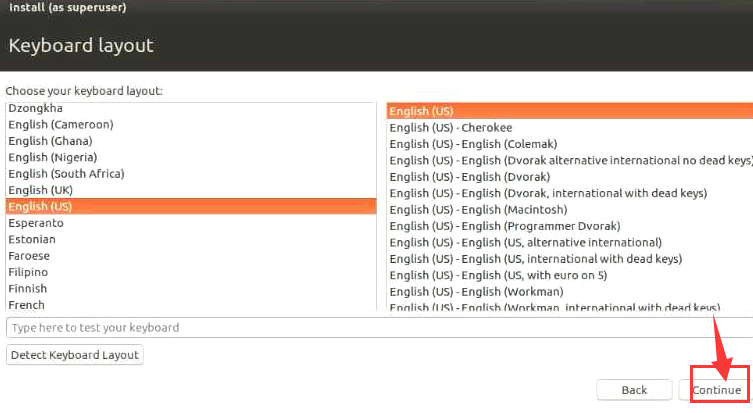 Install (as superuser)
Keyboard layout
Choose your keyboard layout:
Dzongkha
English (Cameroon)
English (Ghana)
English (Nigeria)
English (South Africa)
English (UK)
English (US)
Esperanto
Estonian
Faroese
Filipino
Finnish
French
English (US)
English (US) - Cherokee
English (US) - English (Colemak)
English (US) - English (Dvorak alternative international no dead keys)
English (US) - English (Dvorak)
English (US) - English (Dvorak, international with dead keys)
English (US) - English (Macintosh)
English (US) - English (Programmer Dvorak)
English (US) - English (US, alternative international)
English (US) - English (US, international with dead keys)
English (US) - English (US, with euro on 5)
English (US) - English (Workman)
English (US) - English (Workman, international with dead keys)
Type here to test your keyboard
Detect Keyboard Layout
Back
Continue